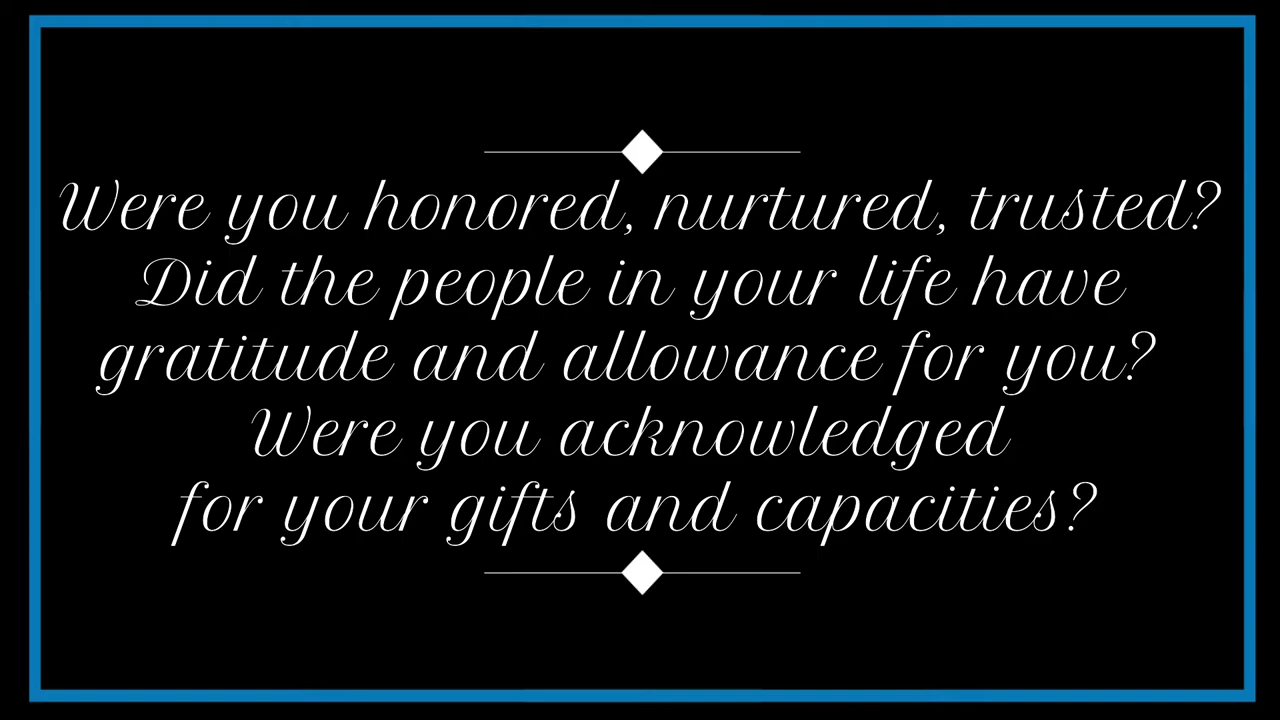 Were you honored, nurtured, trusted?
Did the people in your life have
gratitude and allowance for you?
Were you acknowledged
for your gifts and capacities?